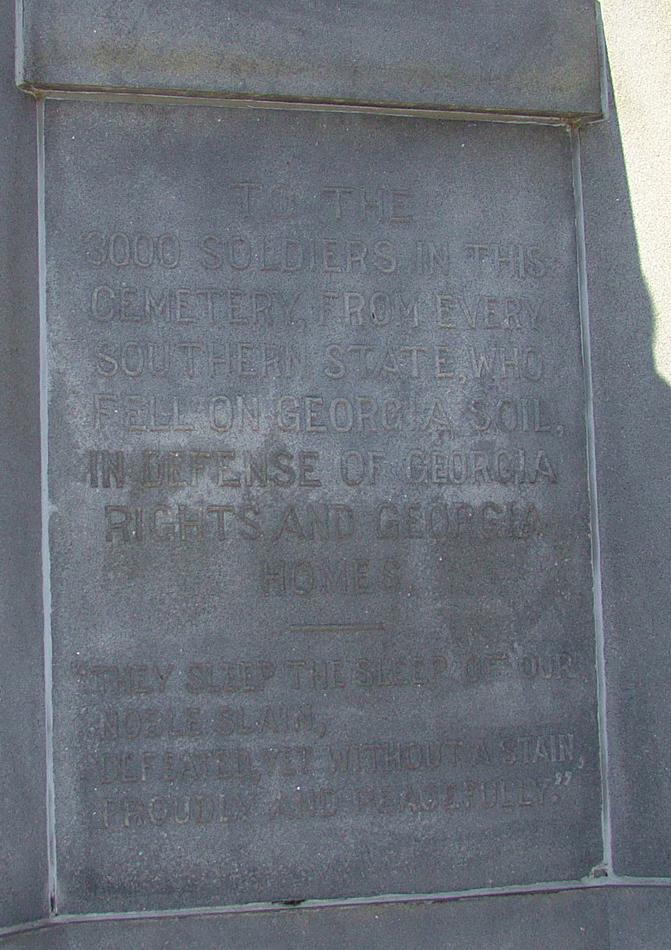 TO THE
3000 SOLDIERS IN THIS
CEMETERY, FROM EVERY
SOUTHERN STATE, WHO
FELL ON GEORGIA SOIL,
IN DEFENSE OF GEORGIA
RIGHTS AND GEORGIA
HOMES.
"THEY SLEEP THE SLEEP OF OUR
NOBLE SLAIN,
DEFEATED, YET WITHOUT A STAIN,
PROUDLY AND PEACEFULLY."